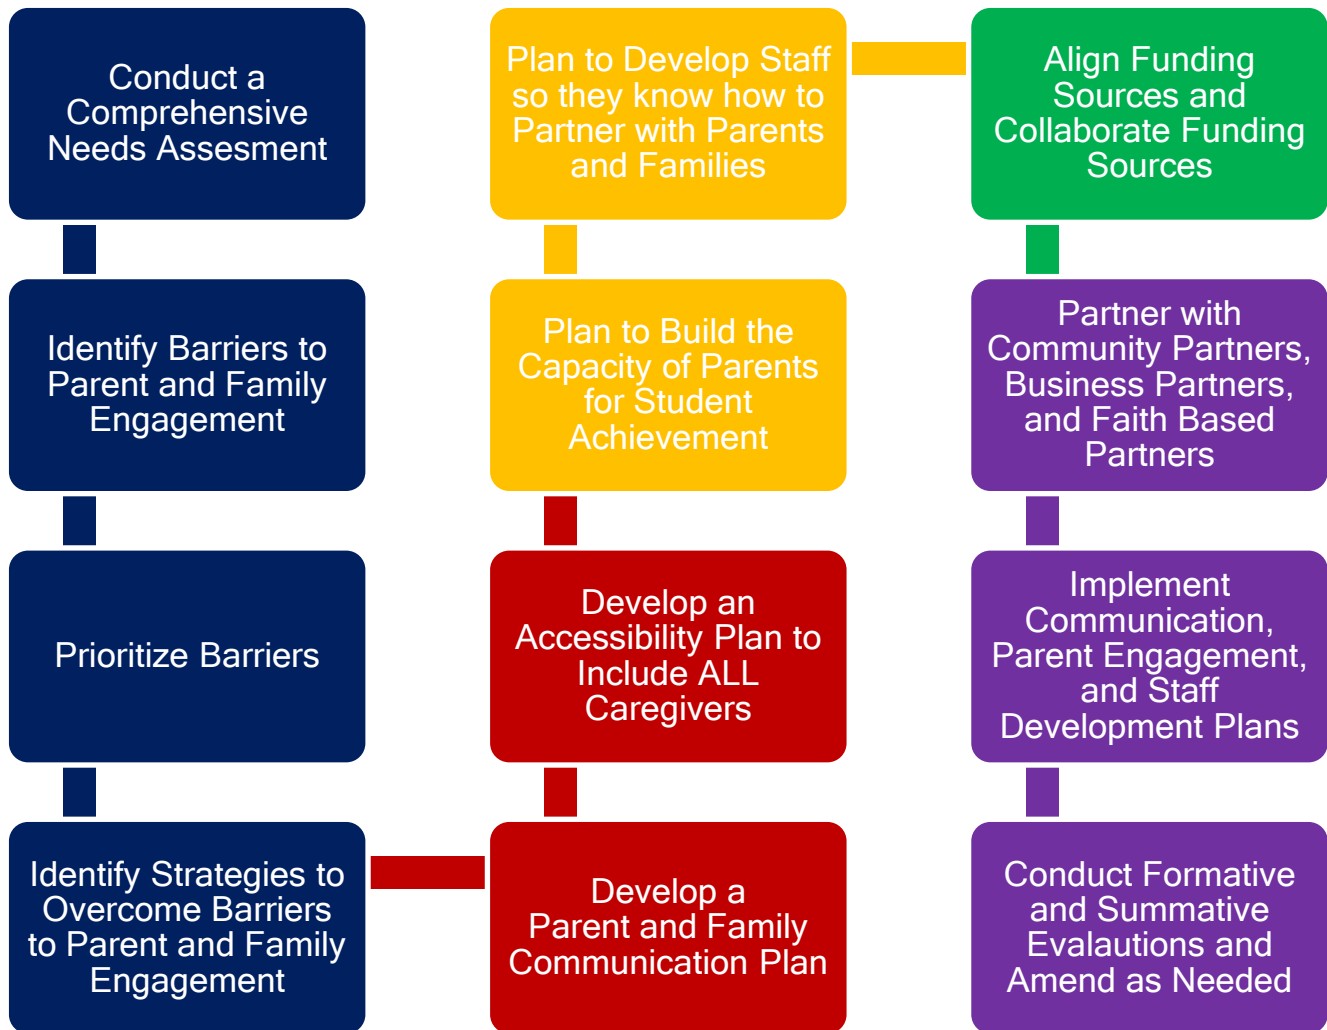 Conduct a
Comprehensive
Needs Assesment
Identify Barriers to
Parent and Family
Engagement
Prioritize Barriers
Identify Strategies to
Overcome Barriers
to Parent and Family
Engagement
Develop a
Parent and Family
Communication Plan
Develop an
Accessibility Plan to
Include ALL
Caregivers
Plan to Build the
Capacity of Parents
for Student
Achievement
Plan to Develop Staff
so they know how to
Partner with Parents
and Families
Align Funding
Sources and
Collaborate Funding
Sources
Partner with
Community Partners,
Business Partners,
and Faith Based
Partners
Implement
Communication,
Parent Engagement,
and Staff
Development Plans
Conduct Formative
and Summative
Evalautions and
Amend as Needed